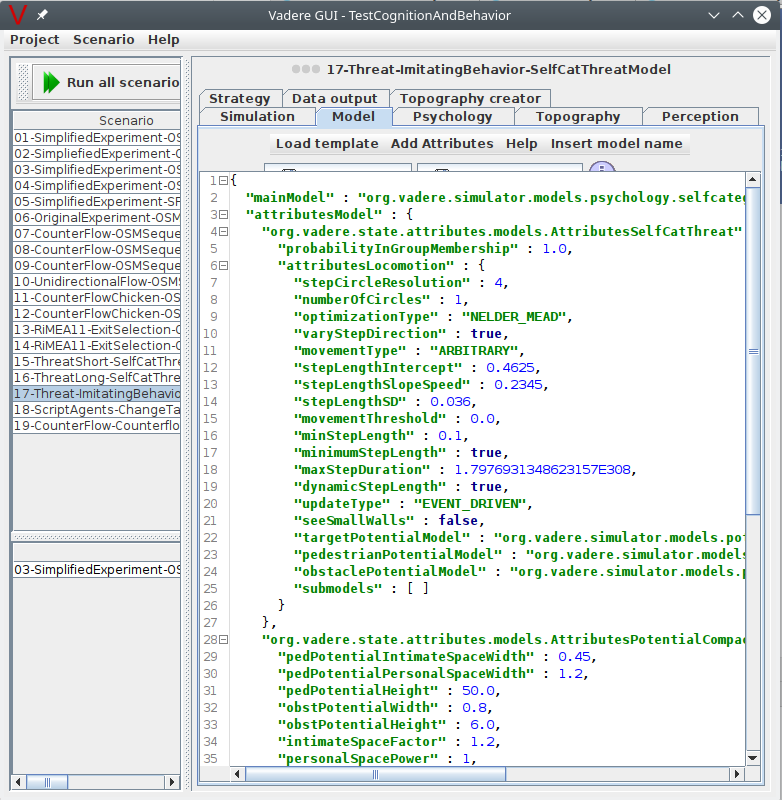 Vadere GUI - TestCognitionAndBehavior
Project Scenario Help
Run all scenario
Scenario
01-SimplifiedExperiment-OS
02-SimpliefiedExperiment-O
03-SimplifiedExperiment-OS
04-SimplifiedExperiment-OS
05-SimplifiedExperiment-SF
06-OriginalExperiment-OSM
07-CounterFlow-OSMSeque
08-CounterFlow-OSMSeque
09-CounterFlow-OSMSeque
10-UnidirectionalFlow-OSM
11-CounterFlowChicken-OS
12-CounterFlowChicken-OS
13-RiMEA11-ExitSelection-O
14-RiMEA11-ExitSelection-O
15-ThreatShort-SelfCatThre
16-ThreatLong-SelfCatThre
17-Threat-ImitatingBehavio
18-ScriptAgents-ChangeTa
19-CounterFlow-Counterflo
03-SimplifiedExperiment-OS
17-Threat-ImitatingBehavior-SelfCatThreatModel
Strategy Data output Topography creator
Simulation Model Psychology Topography Perception
Load template Add Attributes Help Insert model name
1 {
2 "mainModel" : "org.vadere.simulator.models.psychology.selfcateg
3 "attributesModel" : {
4 "org.vadere.state.attributes.models.AttributesSelfCatThreat"
5 "probabilityInGroupMembership" : 1.0,
6 "attributesLocomotion" : {
7 "stepCircleResolution" : 4,
8 "numberOfCircles" : 1,
9 "optimizationType" : "NELDER_MEAD",
10 "varyStepDirection" : true,
11 "movementType" : "ARBITRARY",
12 "stepLengthIntercept" : 0.4625,
13 "stepLengthSlopeSpeed" : 0.2345,
14 "stepLengthSD" : 0.036,
15 "movementThreshold" : 0.0,
16 "minStepLength" : 0.1,
17 "minimumStepLength" : true,
18 "maxStepDuration" : 1.7976931348623157E308,
19 "dynamicStepLength" : true,
20 "updateType" : "EVENT_DRIVEN",
21 "seeSmallWalls" : false,
22 "targetPotentialModel" : "org.vadere.simulator.models.pot
23 "pedestrianPotentialModel" : "org.vadere.simulator.models
24 "obstaclePotentialModel" : "org.vadere.simulator.models.p
25 "submodels" : [ ]
26 }
27 },
28 "org.vadere.state.attributes.models.AttributesPotentialCompac
29 "pedPotentialIntimateSpaceWidth" : 0.45,
30 "pedPotentialPersonalSpaceWidth" : 1.2,
31 "pedPotentialHeight" : 50.0,
32 "obstPotentialWidth" : 0.8,
33 "obstPotentialHeight" : 6.0,
34 "intimateSpaceFactor" : 1.2,
35 "personalSpacePower" : 1,